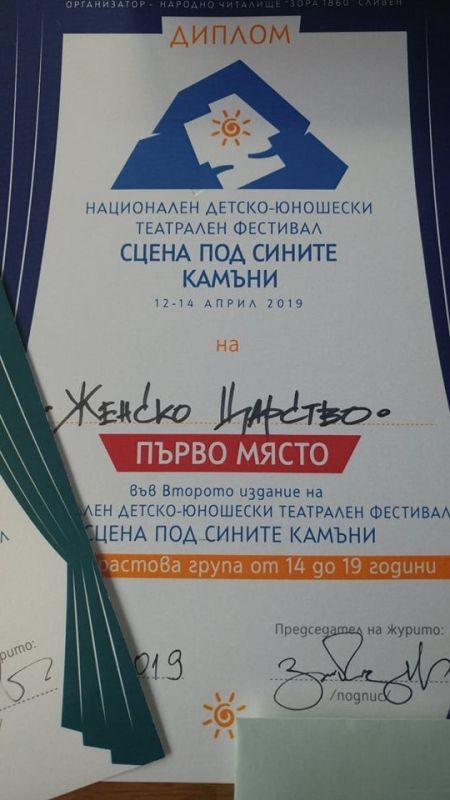 ОРГАНИЗАТОР - НАРОДНО ЧИТАЛИЩЕ "ЗОРА 1860" СЛИВЕН
ДИПЛОМ
НАЦИОНАЛЕН ДЕТСКО-ЮНОШЕСКИ
ТЕАТРАЛЕН ФЕСТИВАЛ
СЦЕНА ПОД СИНИТЕ
КАМЪНИ
12-14 АПРИЛ 2019
на
•ЖЕНСКО ЦАРСТВО•
ПЪРВО МЯСТО
във Второто издание на
ЛЕН ДЕТСКО-ЮНОШЕСКИ ТЕАТРАЛЕН ФЕСТИВАЛ
СЦЕНА ПОД СИНИТЕ КАМЪНИ
растова група от 14 до 19 години
Председател на журито:
урито:
019
/подпис/